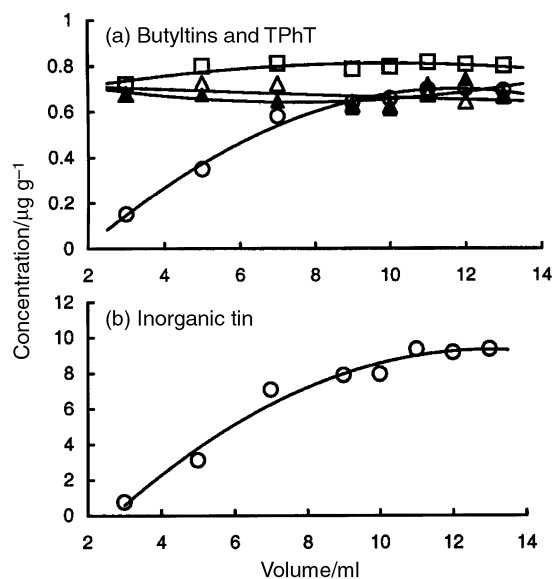 1
(a) Butyltins and TPhT
0.8
0.6
0.4
0.2
0
2 4 6 8 10 12 14
Concentration/µg g⁻¹
12
(b) Inorganic tin
10
8
6
4
2
0
2 4 6 8 10 12 14
Volume/ml